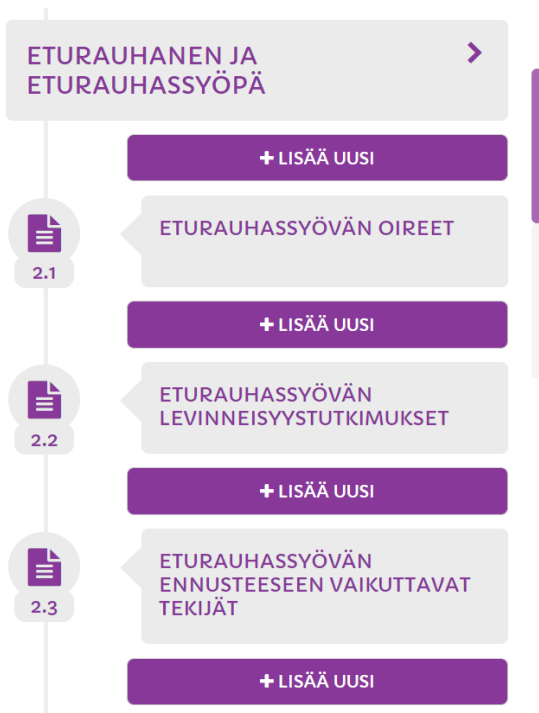 ETURAUHANEN JA
ETURAUHASSYÖPÄ
LISÄÄ UUSI
ETURAUHASSYÖVÄN OIREET
2.1
LISÄÄ UUSI
ETURAUHASSYÖVÄN
LEVINNEISYYSTUTKIMUKSET
2.2
LISÄÄ UUSI
ETURAUHASSYÖVÄN
ENNUSTEESEEN VAIKUTTAVAT
TEKIJÄT
2.3
LISÄÄ UUSI